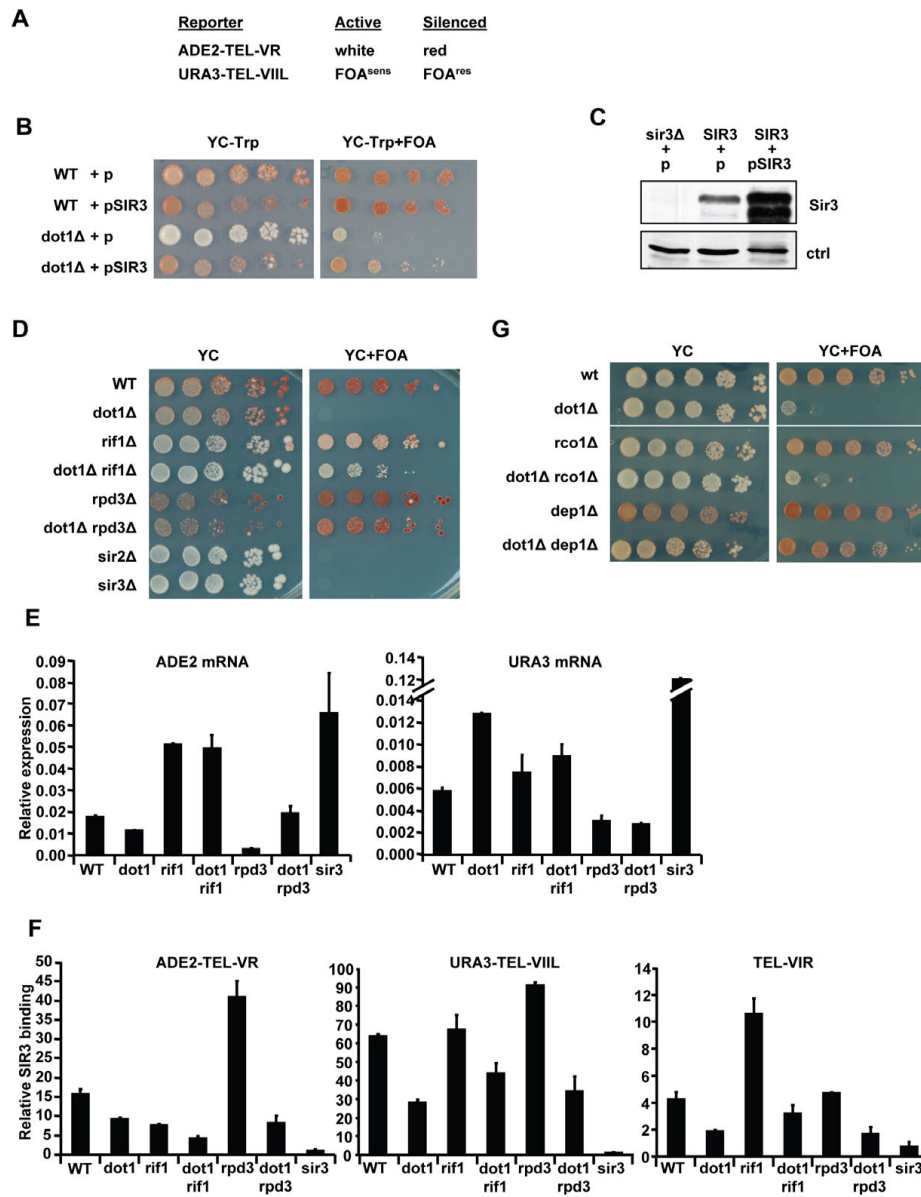 A
Reporter Active Silenced
ADE2-TEL-VR white red
URA3-TEL-VIIL FOAsens FOAres
B
YC-Trp YC-Trp+FOA
WT + p
WT + pSIR3
dot1Δ + p
dot1Δ + pSIR3
C
sir3Δ SIR3 SIR3
+ + +
p p pSIR3
Sir3
ctrl
D
YC YC+FOA
WT
dot1Δ
rif1Δ
dot1Δ rif1Δ
rpd3Δ
dot1Δ rpd3Δ
sir2Δ
sir3Δ
G
YC YC+FOA
wt
dot1Δ
rco1Δ
dot1Δ rco1Δ
dep1Δ
dot1Δ dep1Δ
E
ADE2 mRNA
Relative expression
0.09
0.08
0.07
0.06
0.05
0.04
0.03
0.02
0.01
0.00
WT dot1 rif1 dot1 rpd3 dot1 sir3
rif1 rpd3
URA3 mRNA
0.14
0.12
0.014
0.012
0.010
0.008
0.006
0.004
0.002
0.000
WT dot1 rif1 dot1 rpd3 dot1 sir3
rif1 rpd3
F
ADE2-TEL-VR
Relative SIR3 binding
50
45
40
35
30
25
20
15
10
5
0
WT dot1 rif1 dot1 rpd3 dot1 sir3
rif1 rpd3
URA3-TEL-VIIL
100
90
80
70
60
50
40
30
20
10
0
WT dot1 rif1 dot1 rpd3 dot1 sir3
rif1 rpd3
TEL-VIR
14
12
10
8
6
4
2
0
WT dot1 rif1 dot1 rpd3 dot1 sir3
rif1 rpd3